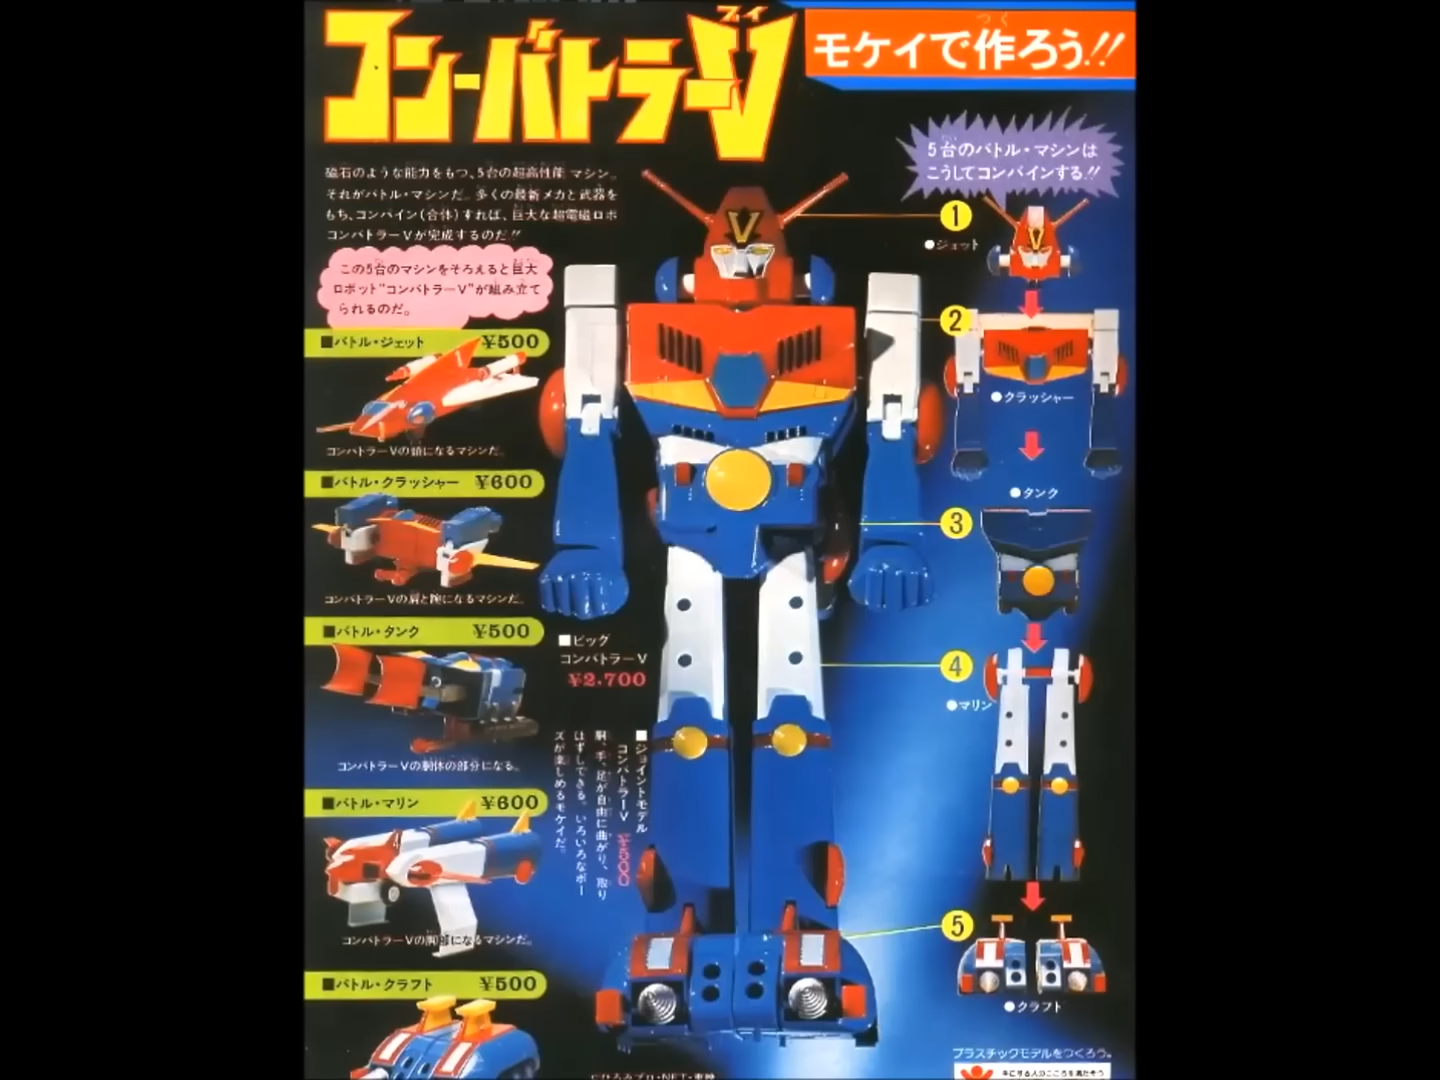 コン・バトラーV
ブイ
モケイで作ろう!!
つく
磁石のような能力をもつ、5台の超高性能マシン。
それがバトル・マシンだ。多くの最新メカと武器を
もち、コンバイン(合体)すれば、巨大な超電磁ロボ
コンバトラーVが完成するのだ!!
この5台のマシンをそろえると巨大
ロボット“コンバトラーV”が組み立て
られるのだ。
■バトル・ジェット ¥500
コンバトラーVの頭になるマシンだ。
■バトル・クラッシャー ¥600
コンバトラーVの肩と腕になるマシンだ。
■バトル・タンク ¥500
コンバトラーVの胴体の部分になる。
■バトル・マリン ¥600
コンバトラーVの脚部になるマシンだ。
■バトル・クラフト ¥500
■ビッグ
コンバトラーV
¥2,700
■ジョイントモデル
コンバトラーV ¥500
胴、手、足が自由に曲がり、取り
はずしできる。いろいろなポー
ズが楽しめるモケイだ。
5台のバトル・マシンは
こうしてコンバインする!!
1
●ジェット
2
●クラッシャー
●タンク
3
4
●マリン
5
●クラフト
プラスチックモデルをつくろう。